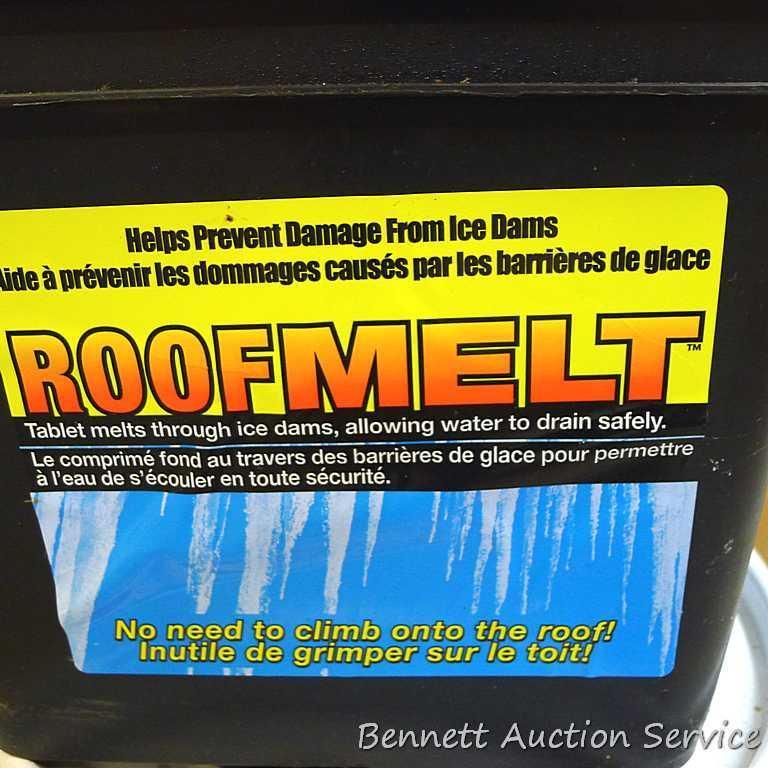 Helps Prevent Damage From Ice Dams
Aide à prévenir les dommages causés par les barrières de glace
ROOFMELT™
Tablet melts through ice dams, allowing water to drain safely.
Le comprimé fond au travers des barrières de glace pour permettre
à l'eau de s'écouler en toute sécurité.
No need to climb onto the roof!
Inutile de grimper sur le toit!
Bennett Auction Service